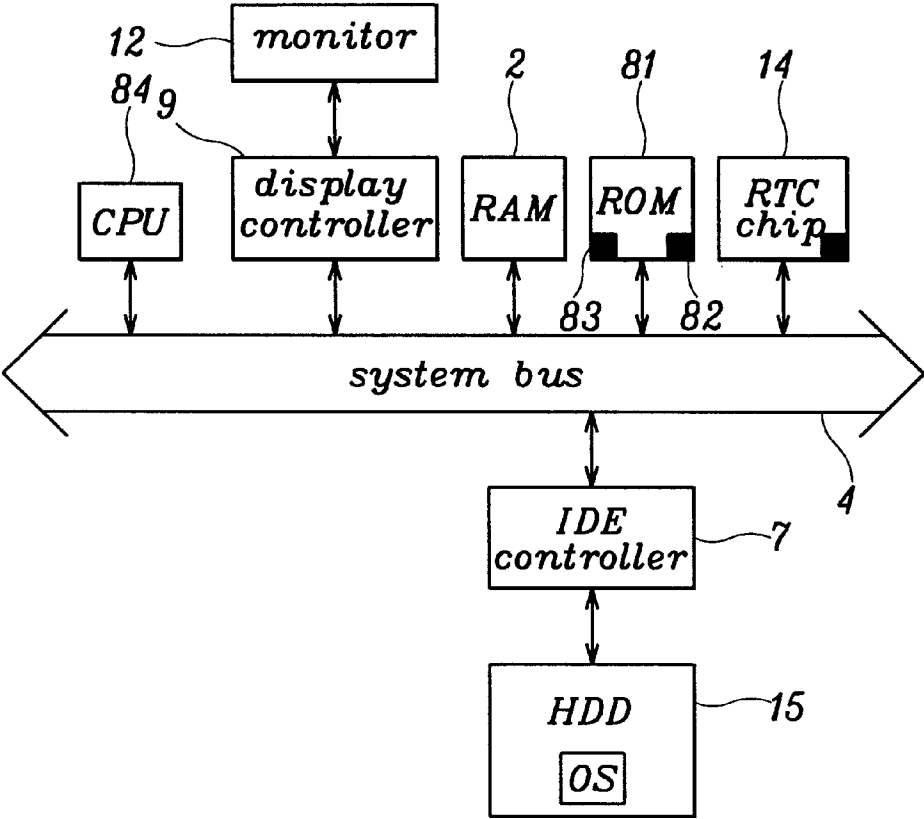 12
monitor
84
9
2
81
14
CPU
display
controller
RAM
ROM
RTC
chip
83
82
system bus
4
IDE
controller
7
HDD
15
OS